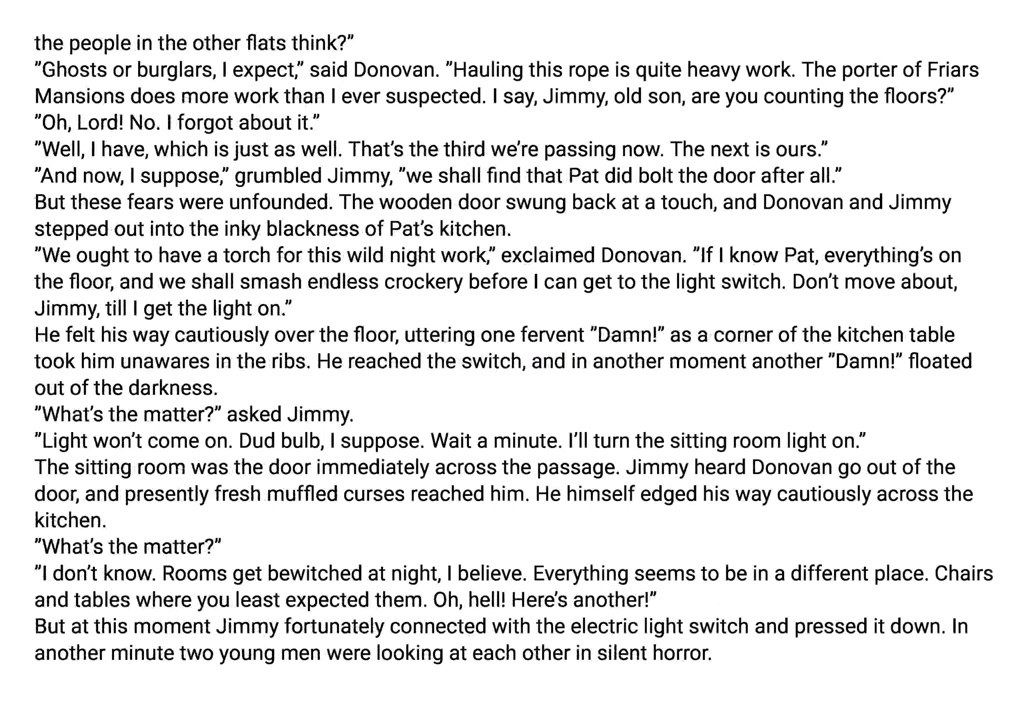 the people in the other flats think?”
”Ghosts or burglars, I expect,” said Donovan. ”Hauling this rope is quite heavy work. The porter of Friars
Mansions does more work than I ever suspected. I say, Jimmy, old son, are you counting the floors?”
”Oh, Lord! No. I forgot about it.”
”Well, I have, which is just as well. That’s the third we’re passing now. The next is ours.”
”And now, I suppose,” grumbled Jimmy, ”we shall find that Pat did bolt the door after all.”
But these fears were unfounded. The wooden door swung back at a touch, and Donovan and Jimmy
stepped out into the inky blackness of Pat’s kitchen.
”We ought to have a torch for this wild night work,” exclaimed Donovan. ”If I know Pat, everything’s on
the floor, and we shall smash endless crockery before I can get to the light switch. Don’t move about,
Jimmy, till I get the light on.”
He felt his way cautiously over the floor, uttering one fervent ”Damn!” as a corner of the kitchen table
took him unawares in the ribs. He reached the switch, and in another moment another ”Damn!” floated
out of the darkness.
”What’s the matter?” asked Jimmy.
”Light won’t come on. Dud bulb, I suppose. Wait a minute. I’ll turn the sitting room light on.”
The sitting room was the door immediately across the passage. Jimmy heard Donovan go out of the
door, and presently fresh muffled curses reached him. He himself edged his way cautiously across the
kitchen.
”What’s the matter?”
”I don’t know. Rooms get bewitched at night, I believe. Everything seems to be in a different place. Chairs
and tables where you least expected them. Oh, hell! Here’s another!”
But at this moment Jimmy fortunately connected with the electric light switch and pressed it down. In
another minute two young men were looking at each other in silent horror.